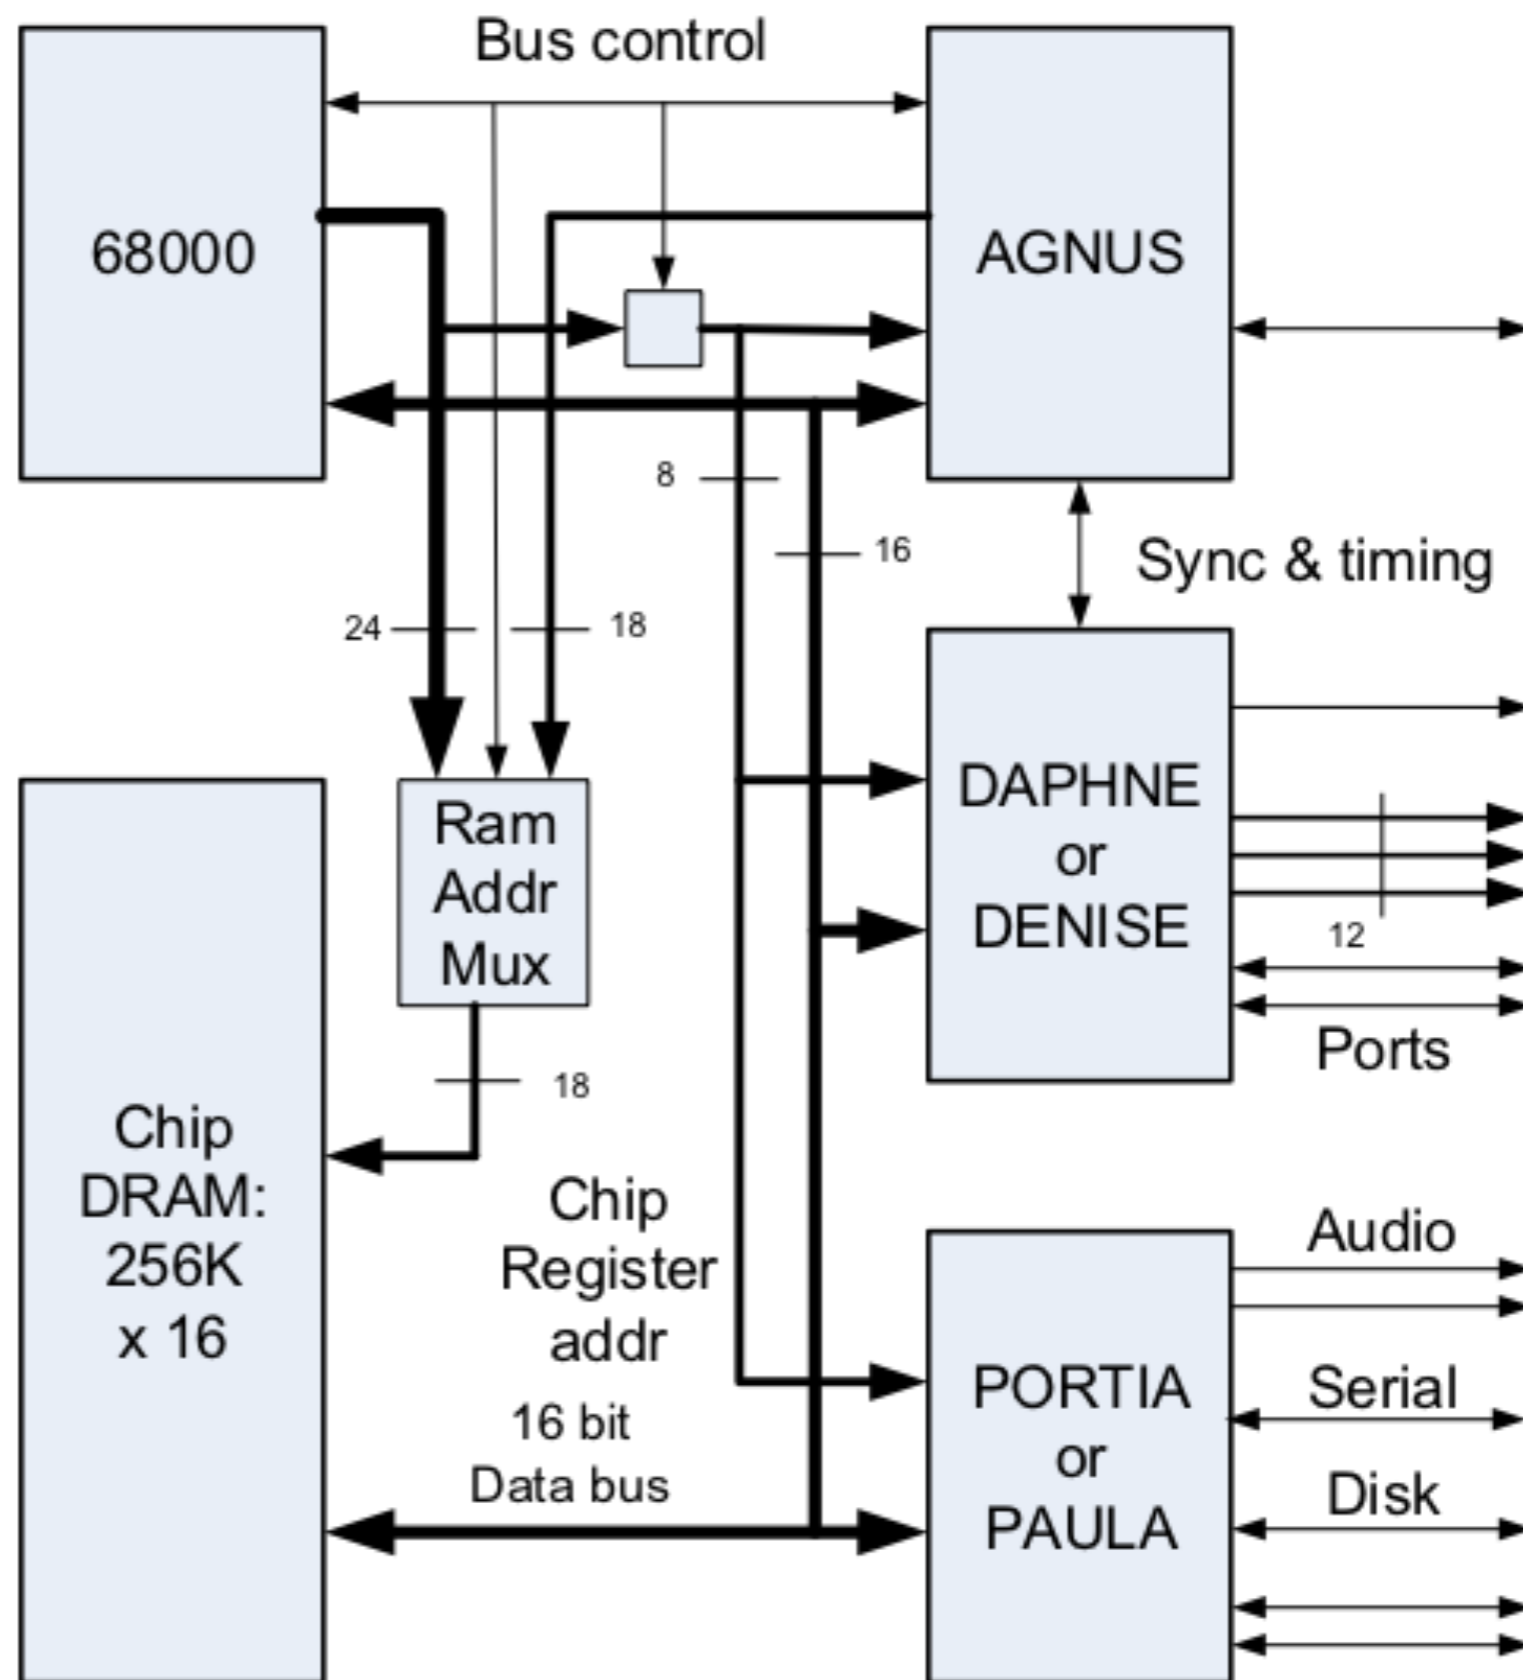 Bus control
68000
AGNUS
8
16
Sync & timing
24
18
DAPHNE
or
DENISE
Ram
Addr
Mux
12
Ports
18
Chip
DRAM:
256K
x 16
Chip
Register
addr
16 bit
Data bus
Audio
PORTIA
or
PAULA
Serial
Disk